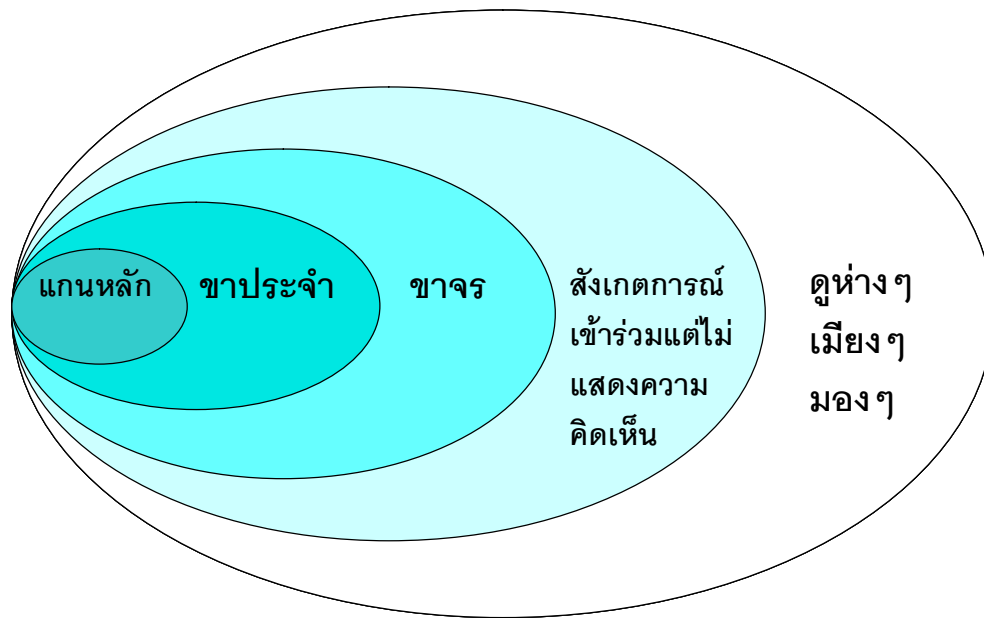 แกนหลัก
ขาประจำ
ขาจร
สังเกตการณ์
เข้าร่วมแต่ไม่
แสดงความ
คิดเห็น
ดูห่างๆ
เมียงๆ
มองๆ